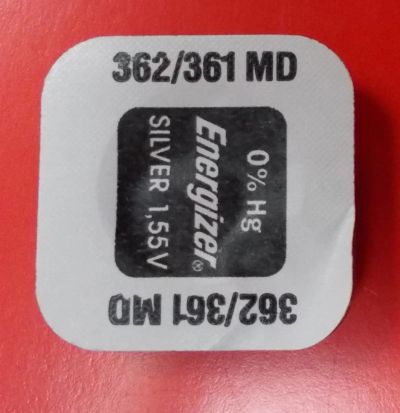 362/361 MD
0% Hg
Energizer®
SILVER 1,55V
362/361 MD